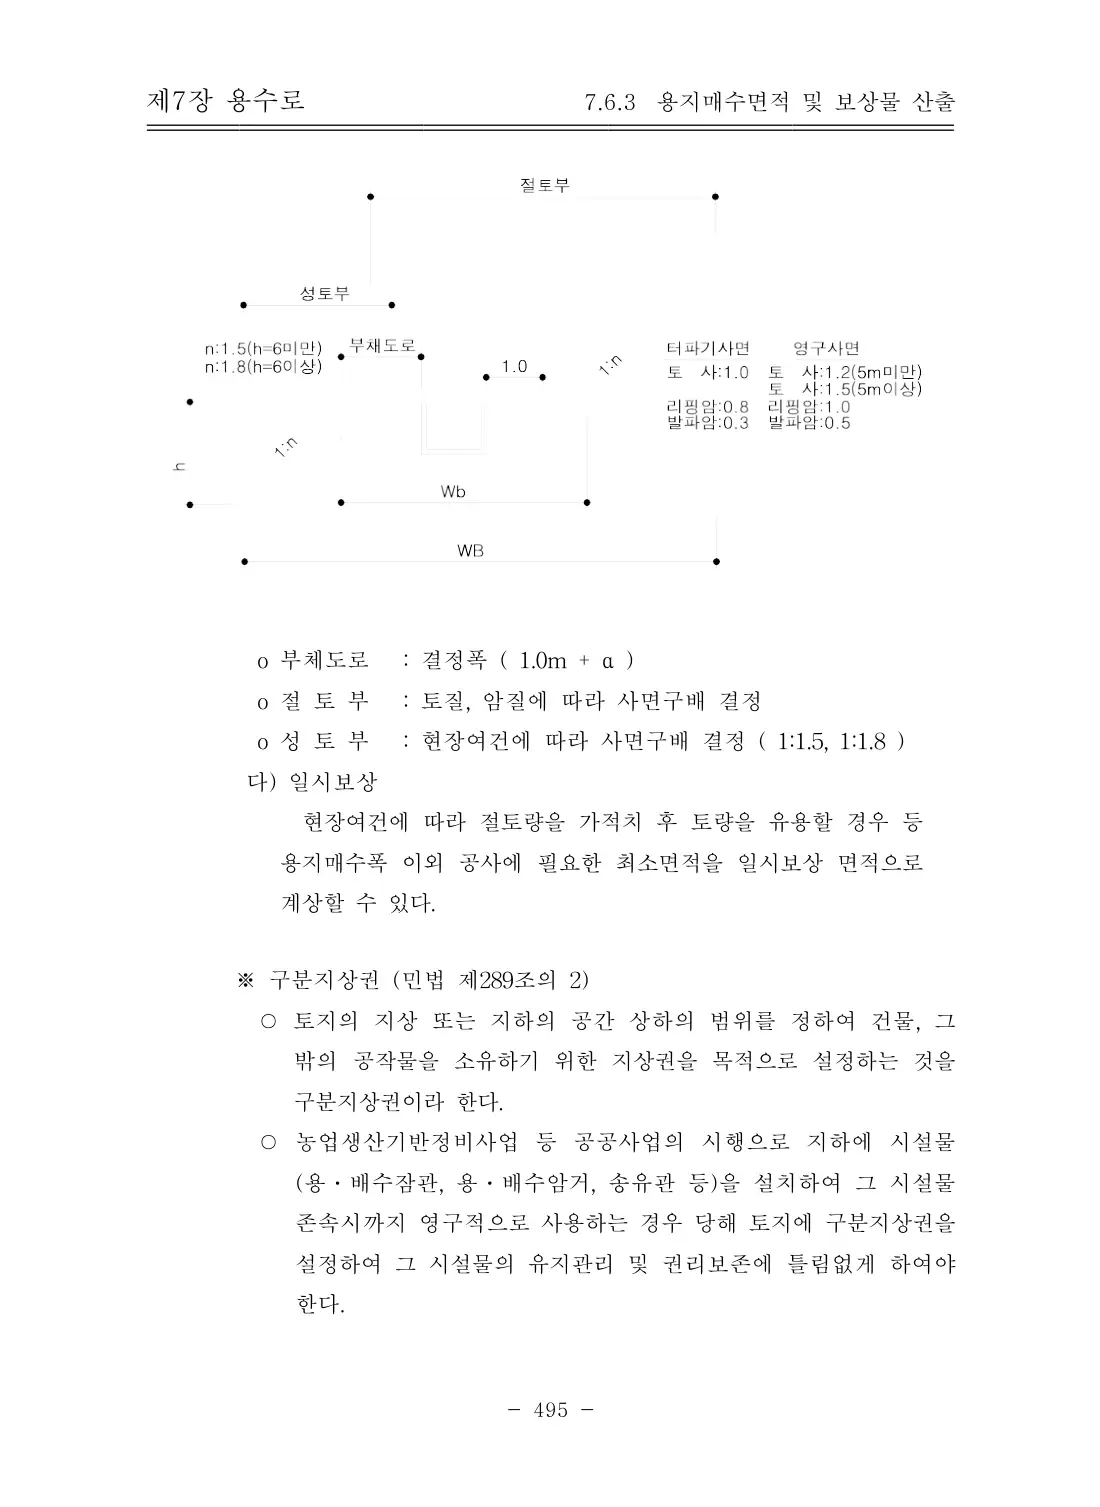 제7장 용수로 7.6.3 용지매수면적 및 보상물 산출
절토부
성토부
n:1.5(h=6미만)
n:1.8(h=6이상)
부채도로
1.0
1:n
터파기사면 영구사면
토 사:1.0 토 사:1.2(5m미만)
토 사:1.5(5m이상)
리핑암:0.8 리핑암:1.0
발파암:0.3 발파암:0.5
1:n
h
Wb
WB
o 부체도로 : 결정폭 ( 1.0m + α )
o 절 토 부 : 토질, 암질에 따라 사면구배 결정
o 성 토 부 : 현장여건에 따라 사면구배 결정 ( 1:1.5, 1:1.8 )
다) 일시보상
현장여건에 따라 절토량을 가적치 후 토량을 유용할 경우 등
용지매수폭 이외 공사에 필요한 최소면적을 일시보상 면적으로
계상할 수 있다.
※ 구분지상권 (민법 제289조의 2)
○ 토지의 지상 또는 지하의 공간 상하의 범위를 정하여 건물, 그
밖의 공작물을 소유하기 위한 지상권을 목적으로 설정하는 것을
구분지상권이라 한다.
○ 농업생산기반정비사업 등 공공사업의 시행으로 지하에 시설물
(용・배수잠관, 용・배수암거, 송유관 등)을 설치하여 그 시설물
존속시까지 영구적으로 사용하는 경우 당해 토지에 구분지상권을
설정하여 그 시설물의 유지관리 및 권리보존에 틀림없게 하여야
한다.
- 495 -